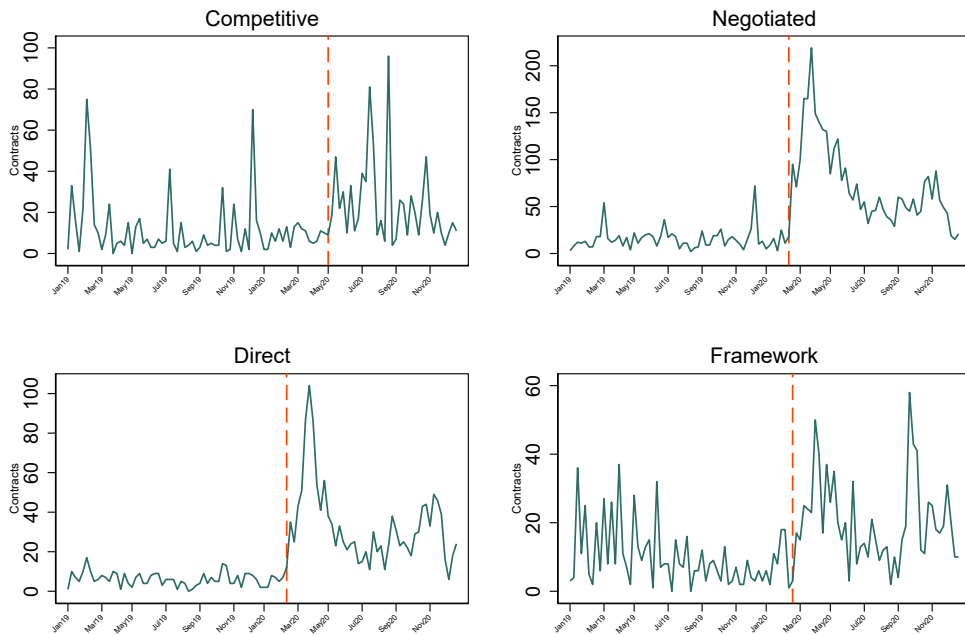 Competitive
Contracts
0 20 40 60 80 100
Jan19 Mar19 May19 Jul19 Sep19 Nov19 Jan20 Mar20 May20 Jul20 Sep20 Nov20
Negotiated
Contracts
0 50 100 150 200
Jan19 Mar19 May19 Jul19 Sep19 Nov19 Jan20 Mar20 May20 Jul20 Sep20 Nov20
Direct
Contracts
0 20 40 60 80 100
Jan19 Mar19 May19 Jul19 Sep19 Nov19 Jan20 Mar20 May20 Jul20 Sep20 Nov20
Framework
Contracts
0 20 40 60
Jan19 Mar19 May19 Jul19 Sep19 Nov19 Jan20 Mar20 May20 Jul20 Sep20 Nov20